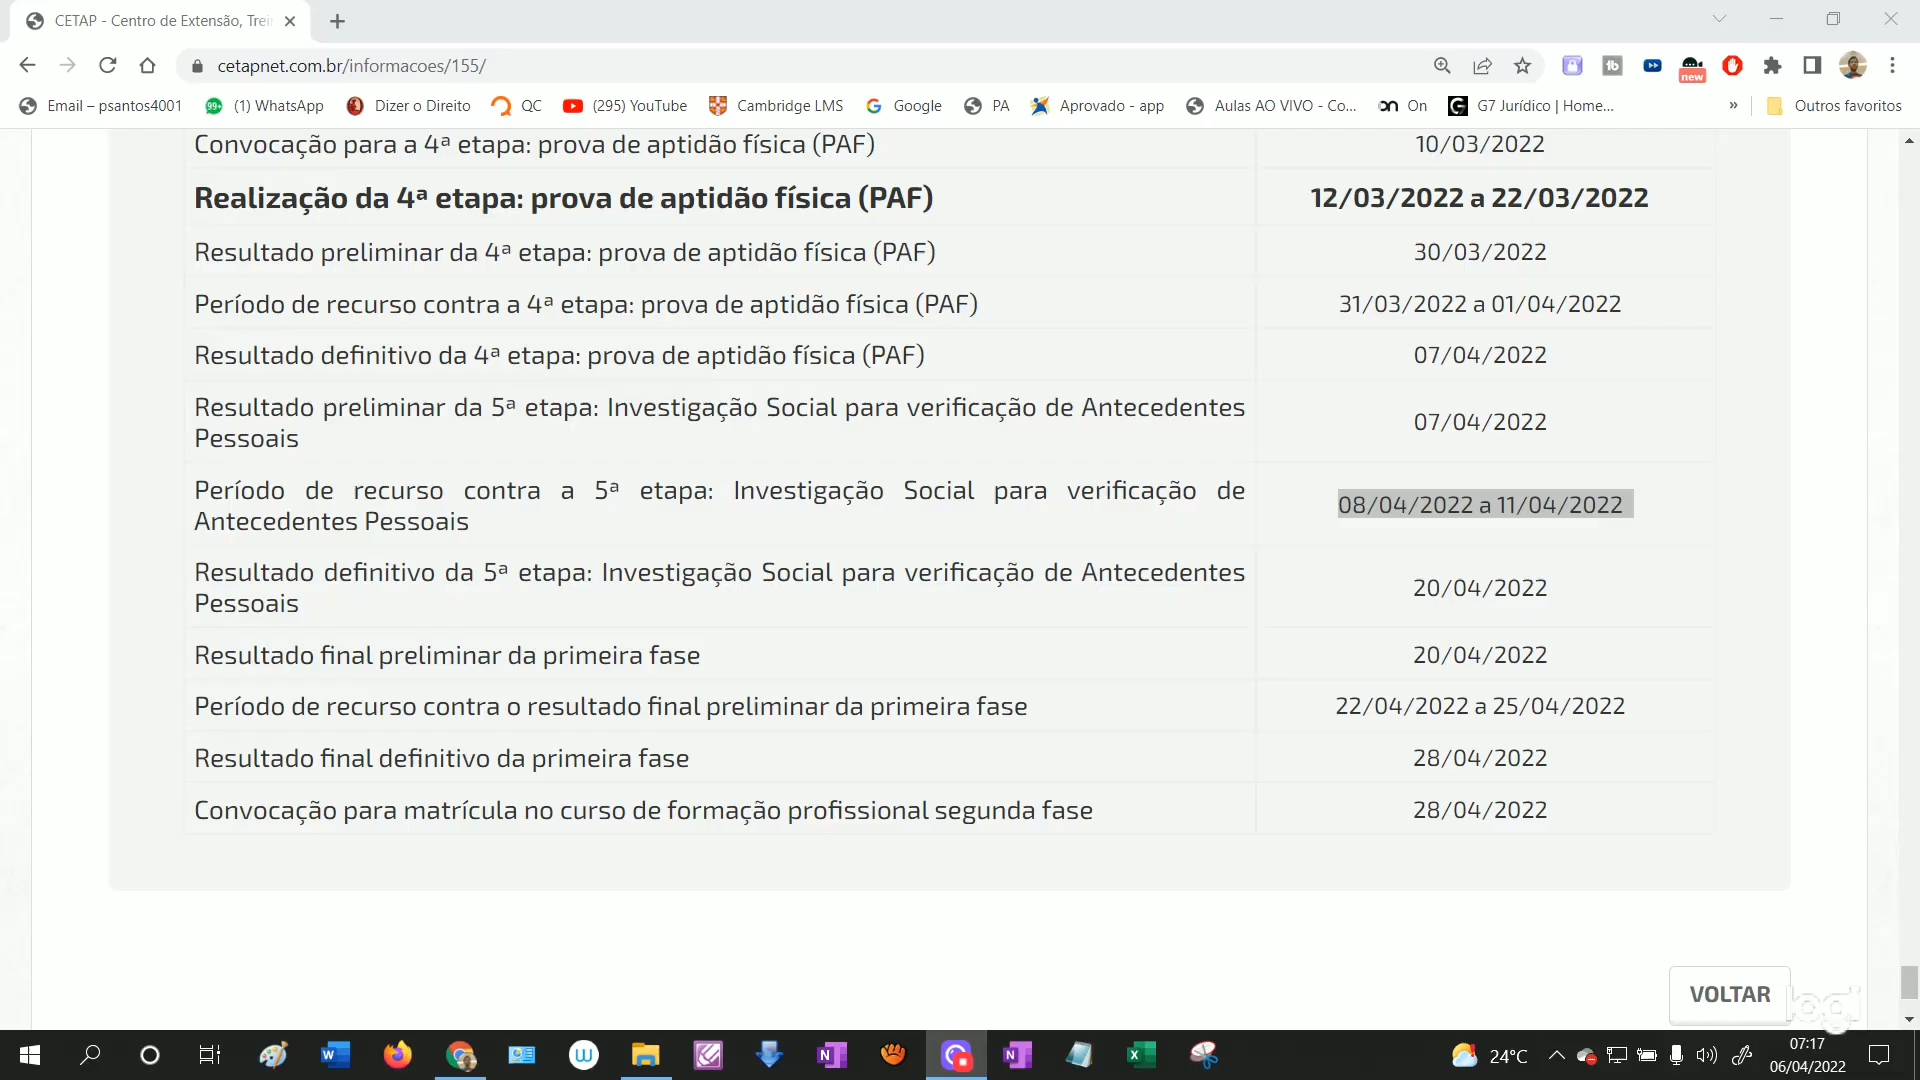 CETAP - Centro de Extensão, Trei
cetapnet.com.br/informacoes/155/
new
Email – psantos4001
99+
(1) WhatsApp
Dizer o Direito
QC
(295) YouTube
Cambridge LMS
Google
PA
Aprovado - app
Aulas AO VIVO - Co...
On
G7 Jurídico | Home...
»
Outros favoritos
Convocação para a 4ª etapa: prova de aptidão física (PAF) 10/03/2022
Realização da 4ª etapa: prova de aptidão física (PAF) 12/03/2022 a 22/03/2022
Resultado preliminar da 4ª etapa: prova de aptidão física (PAF) 30/03/2022
Período de recurso contra a 4ª etapa: prova de aptidão física (PAF) 31/03/2022 a 01/04/2022
Resultado definitivo da 4ª etapa: prova de aptidão física (PAF) 07/04/2022
Resultado preliminar da 5ª etapa: Investigação Social para verificação de Antecedentes
Pessoais
07/04/2022
Período de recurso contra a 5ª etapa: Investigação Social para verificação de
Antecedentes Pessoais
08/04/2022 a 11/04/2022
Resultado definitivo da 5ª etapa: Investigação Social para verificação de Antecedentes
Pessoais
20/04/2022
Resultado final preliminar da primeira fase 20/04/2022
Período de recurso contra o resultado final preliminar da primeira fase 22/04/2022 a 25/04/2022
Resultado final definitivo da primeira fase 28/04/2022
Convocação para matrícula no curso de formação profissional segunda fase 28/04/2022
VOLTAR
logi
24°C
07:17
06/04/2022